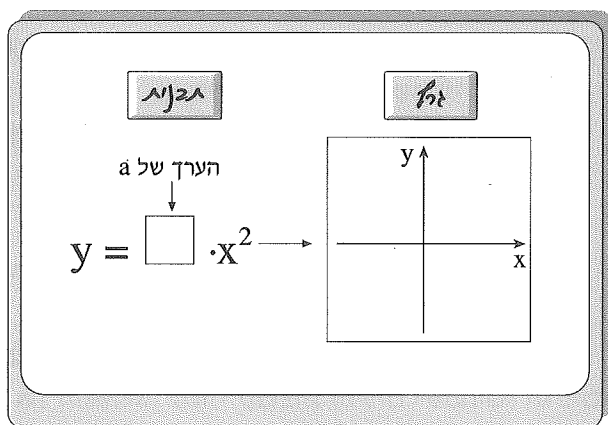 תבנית
גרף
הערך של a
y = □ ·x²
y
x